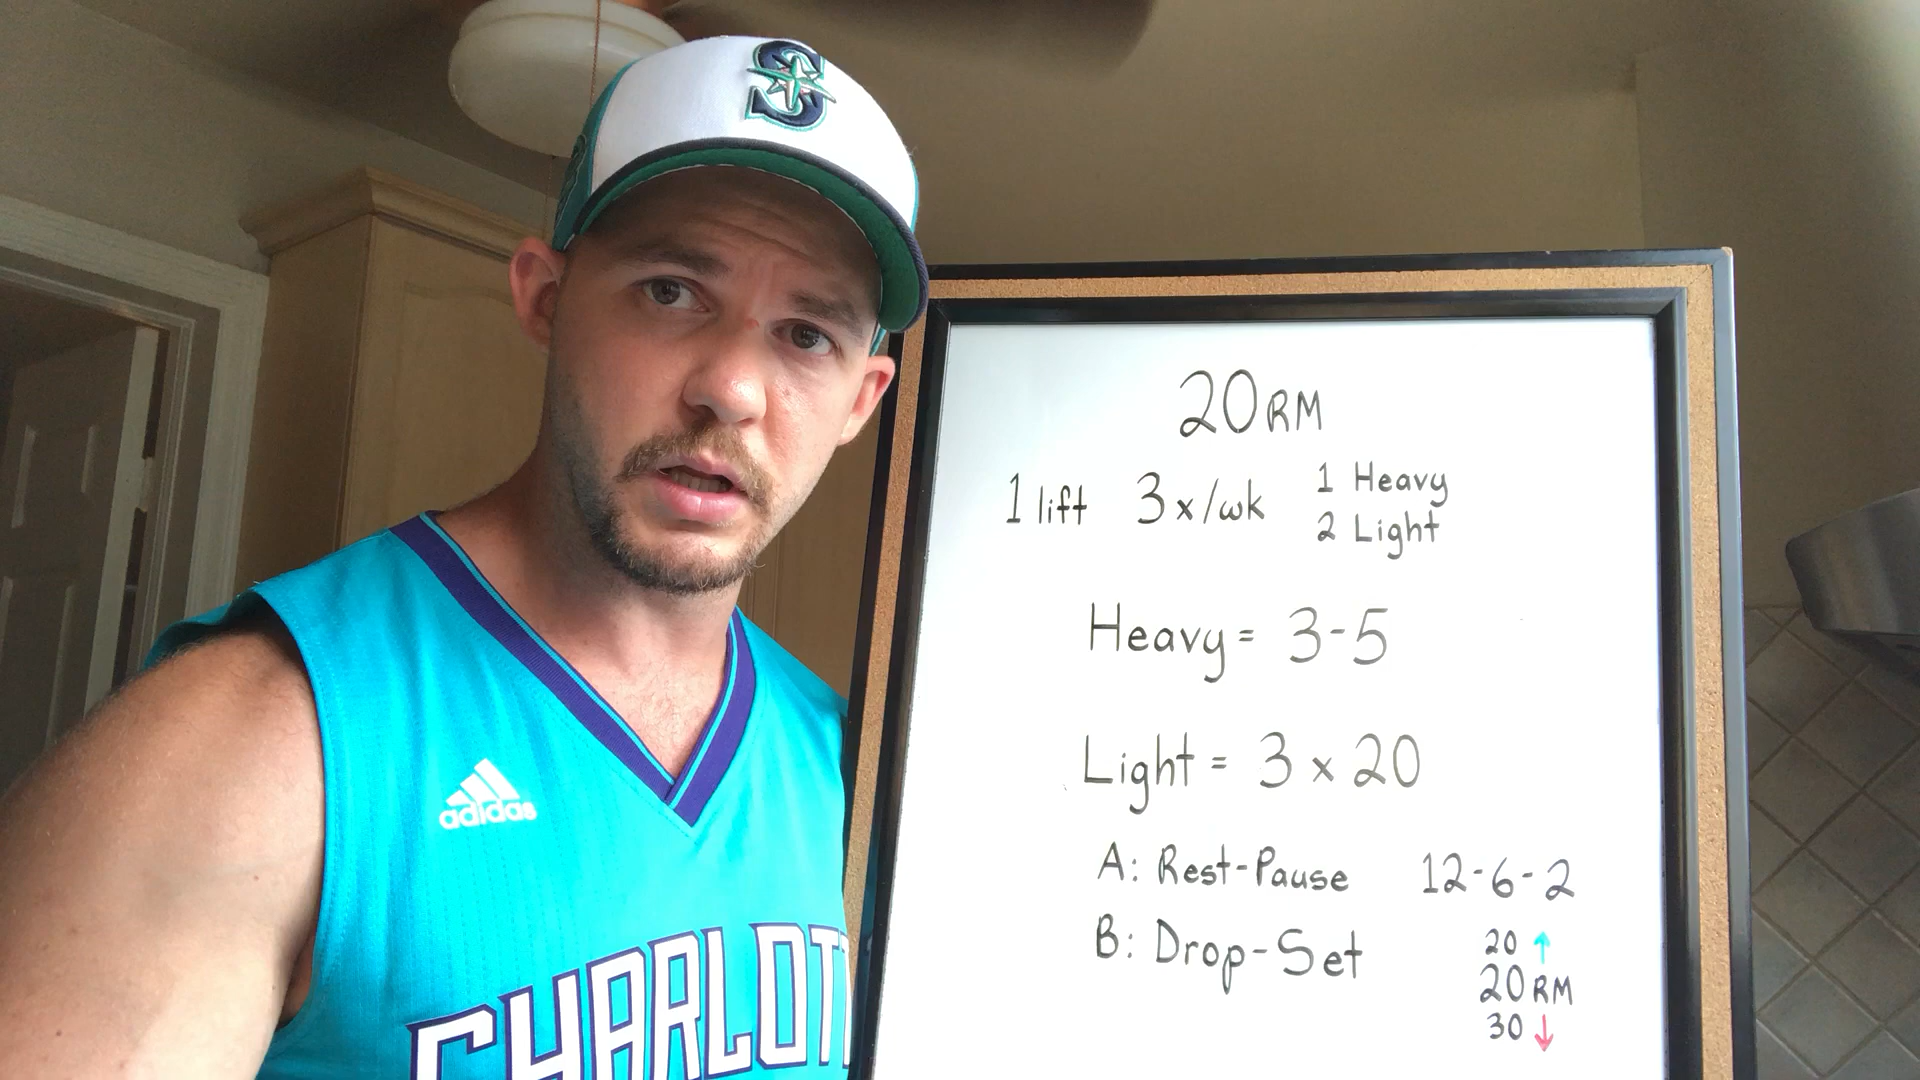 S
adidas
CHARLOTT
20RM
1 lift 3x/wk 1 Heavy
2 Light
Heavy = 3-5
Light = 3 x 20
A: Rest-Pause 12-6-2
B: Drop-Set 20 ↑
20RM
30 ↓